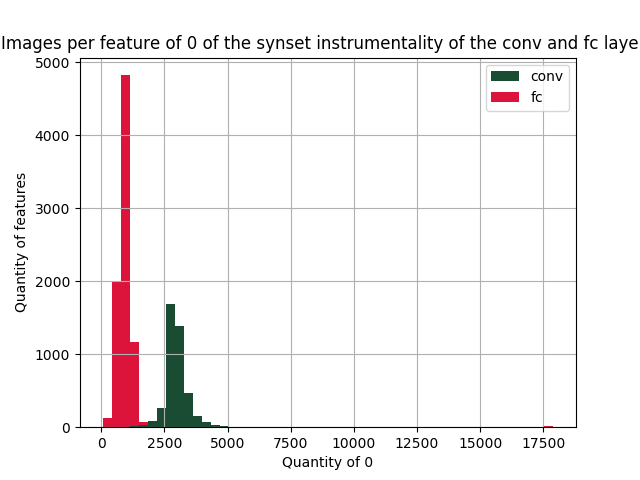 Images per feature of 0 of the synset instrumentality of the conv and fc laye
conv
fc
5000
4000
3000
2000
1000
0
Quantity of features
0 2500 5000 7500 10000 12500 15000 17500
Quantity of 0